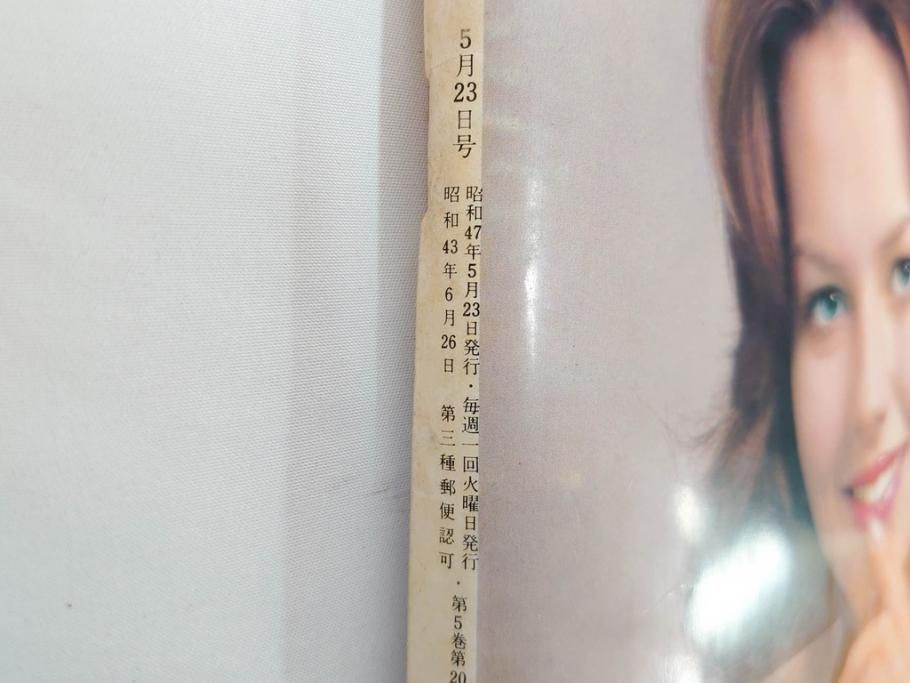 5月23日号
昭和47年5月23日発行・毎週一回火曜日発行
昭和43年6月26日 第三種郵便認可・第5巻第20